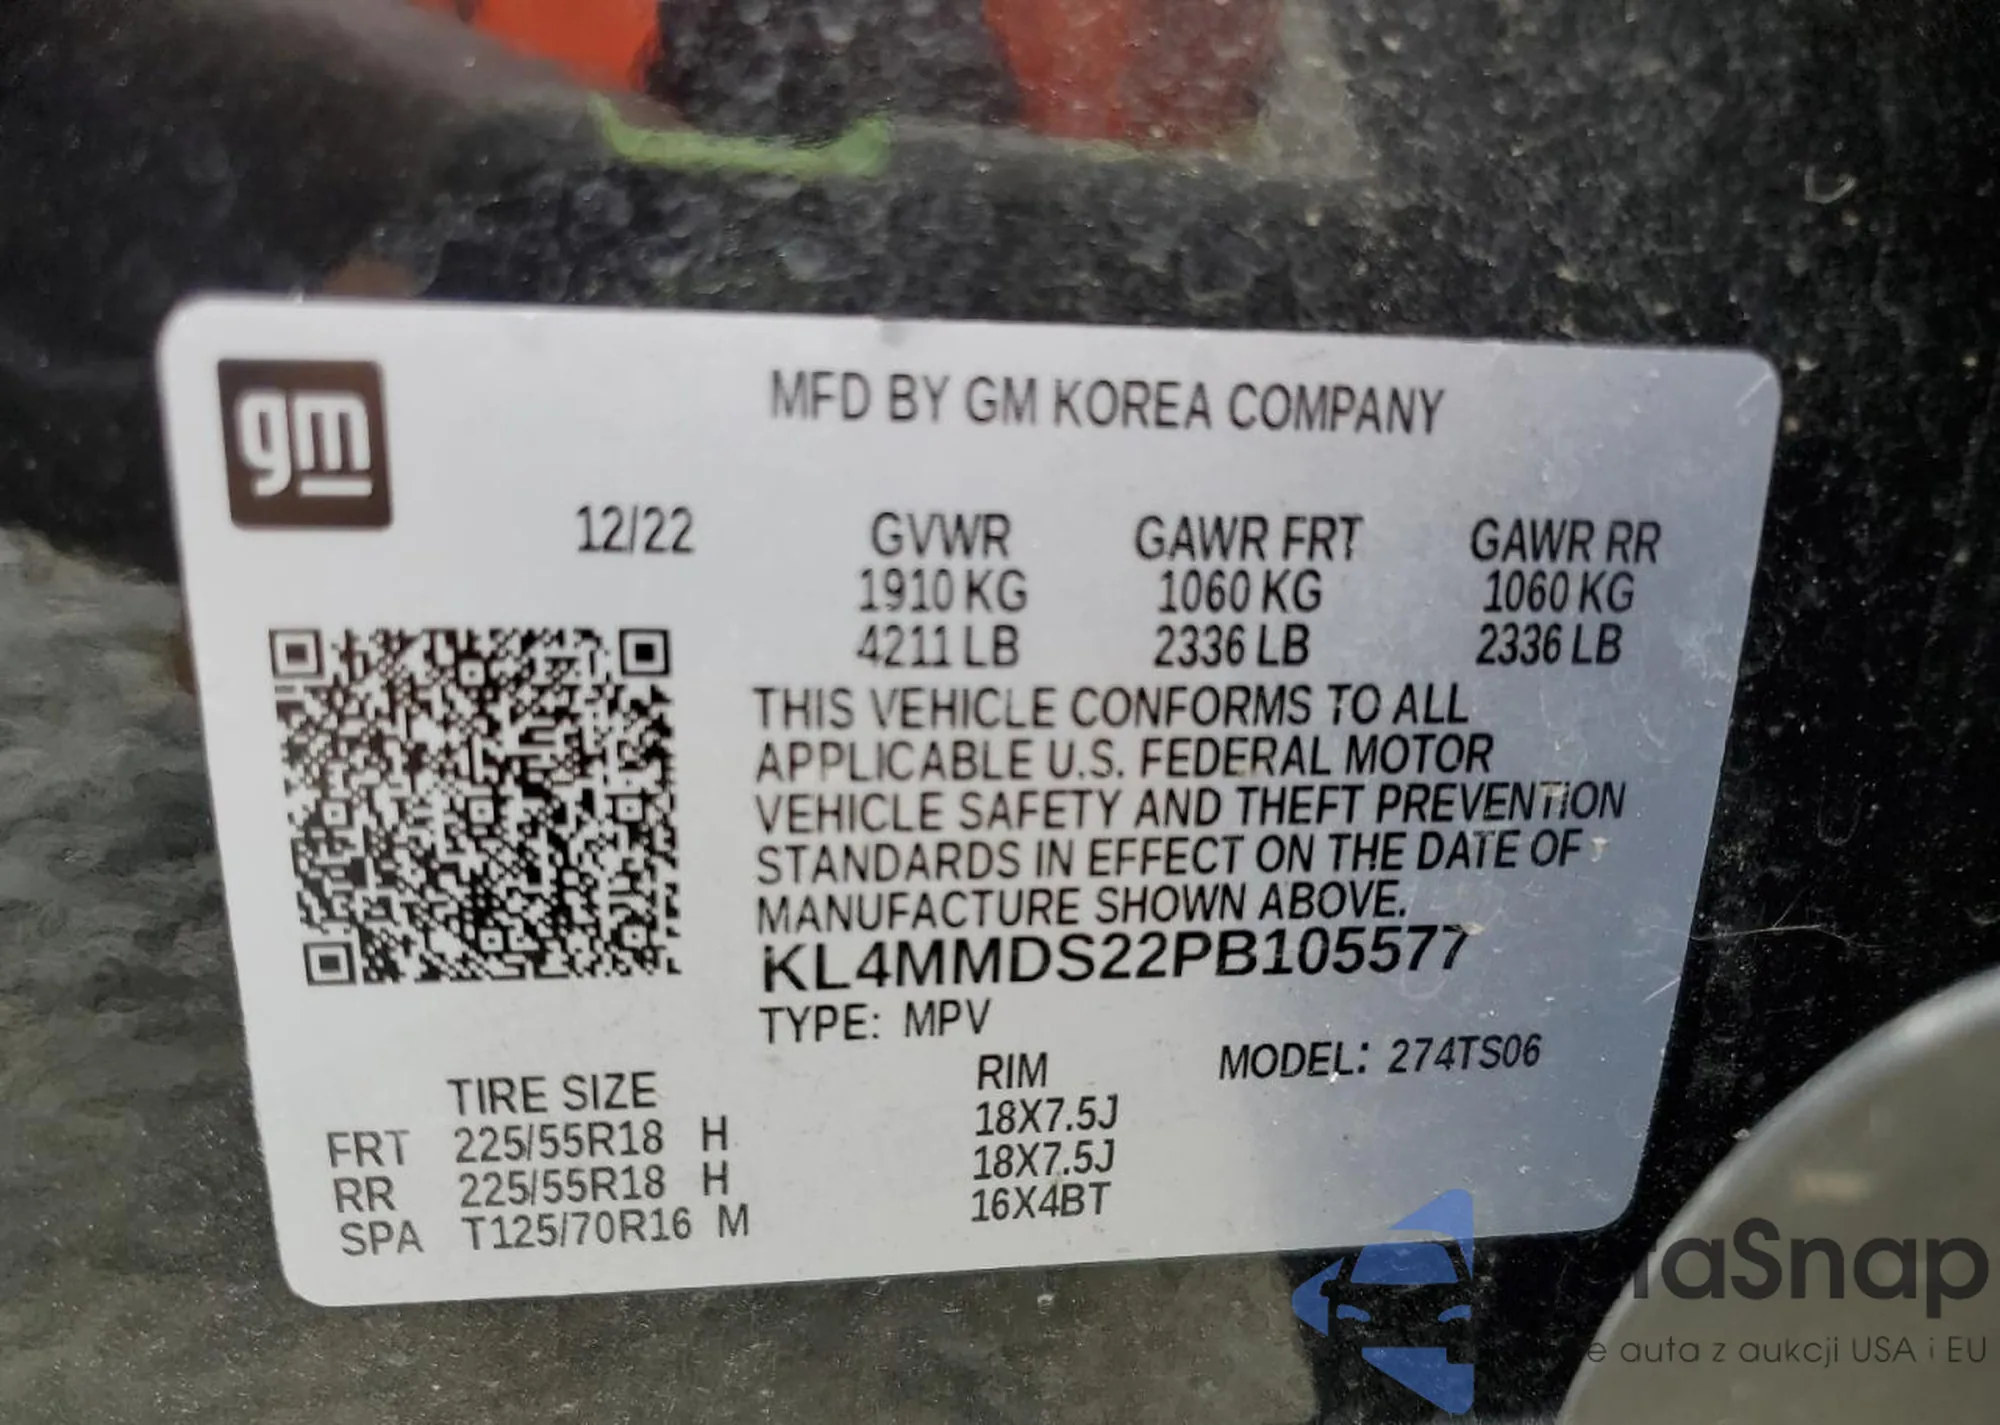 gm
MFD BY GM KOREA COMPANY
12/22 GVWR GAWR FRT GAWR RR
1910 KG 1060 KG 1060 KG
4211 LB 2336 LB 2336 LB
THIS VEHICLE CONFORMS TO ALL
APPLICABLE U.S. FEDERAL MOTOR
VEHICLE SAFETY AND THEFT PREVENTION
STANDARDS IN EFFECT ON THE DATE OF
MANUFACTURE SHOWN ABOVE.
KL4MMDS22PB105577
TYPE: MPV
MODEL: 274TS06
TIRE SIZE RIM
FRT 225/55R18 H 18X7.5J
RR 225/55R18 H 18X7.5J
SPA T125/70R16 M 16X4BT
auta z aukcji USA i EU